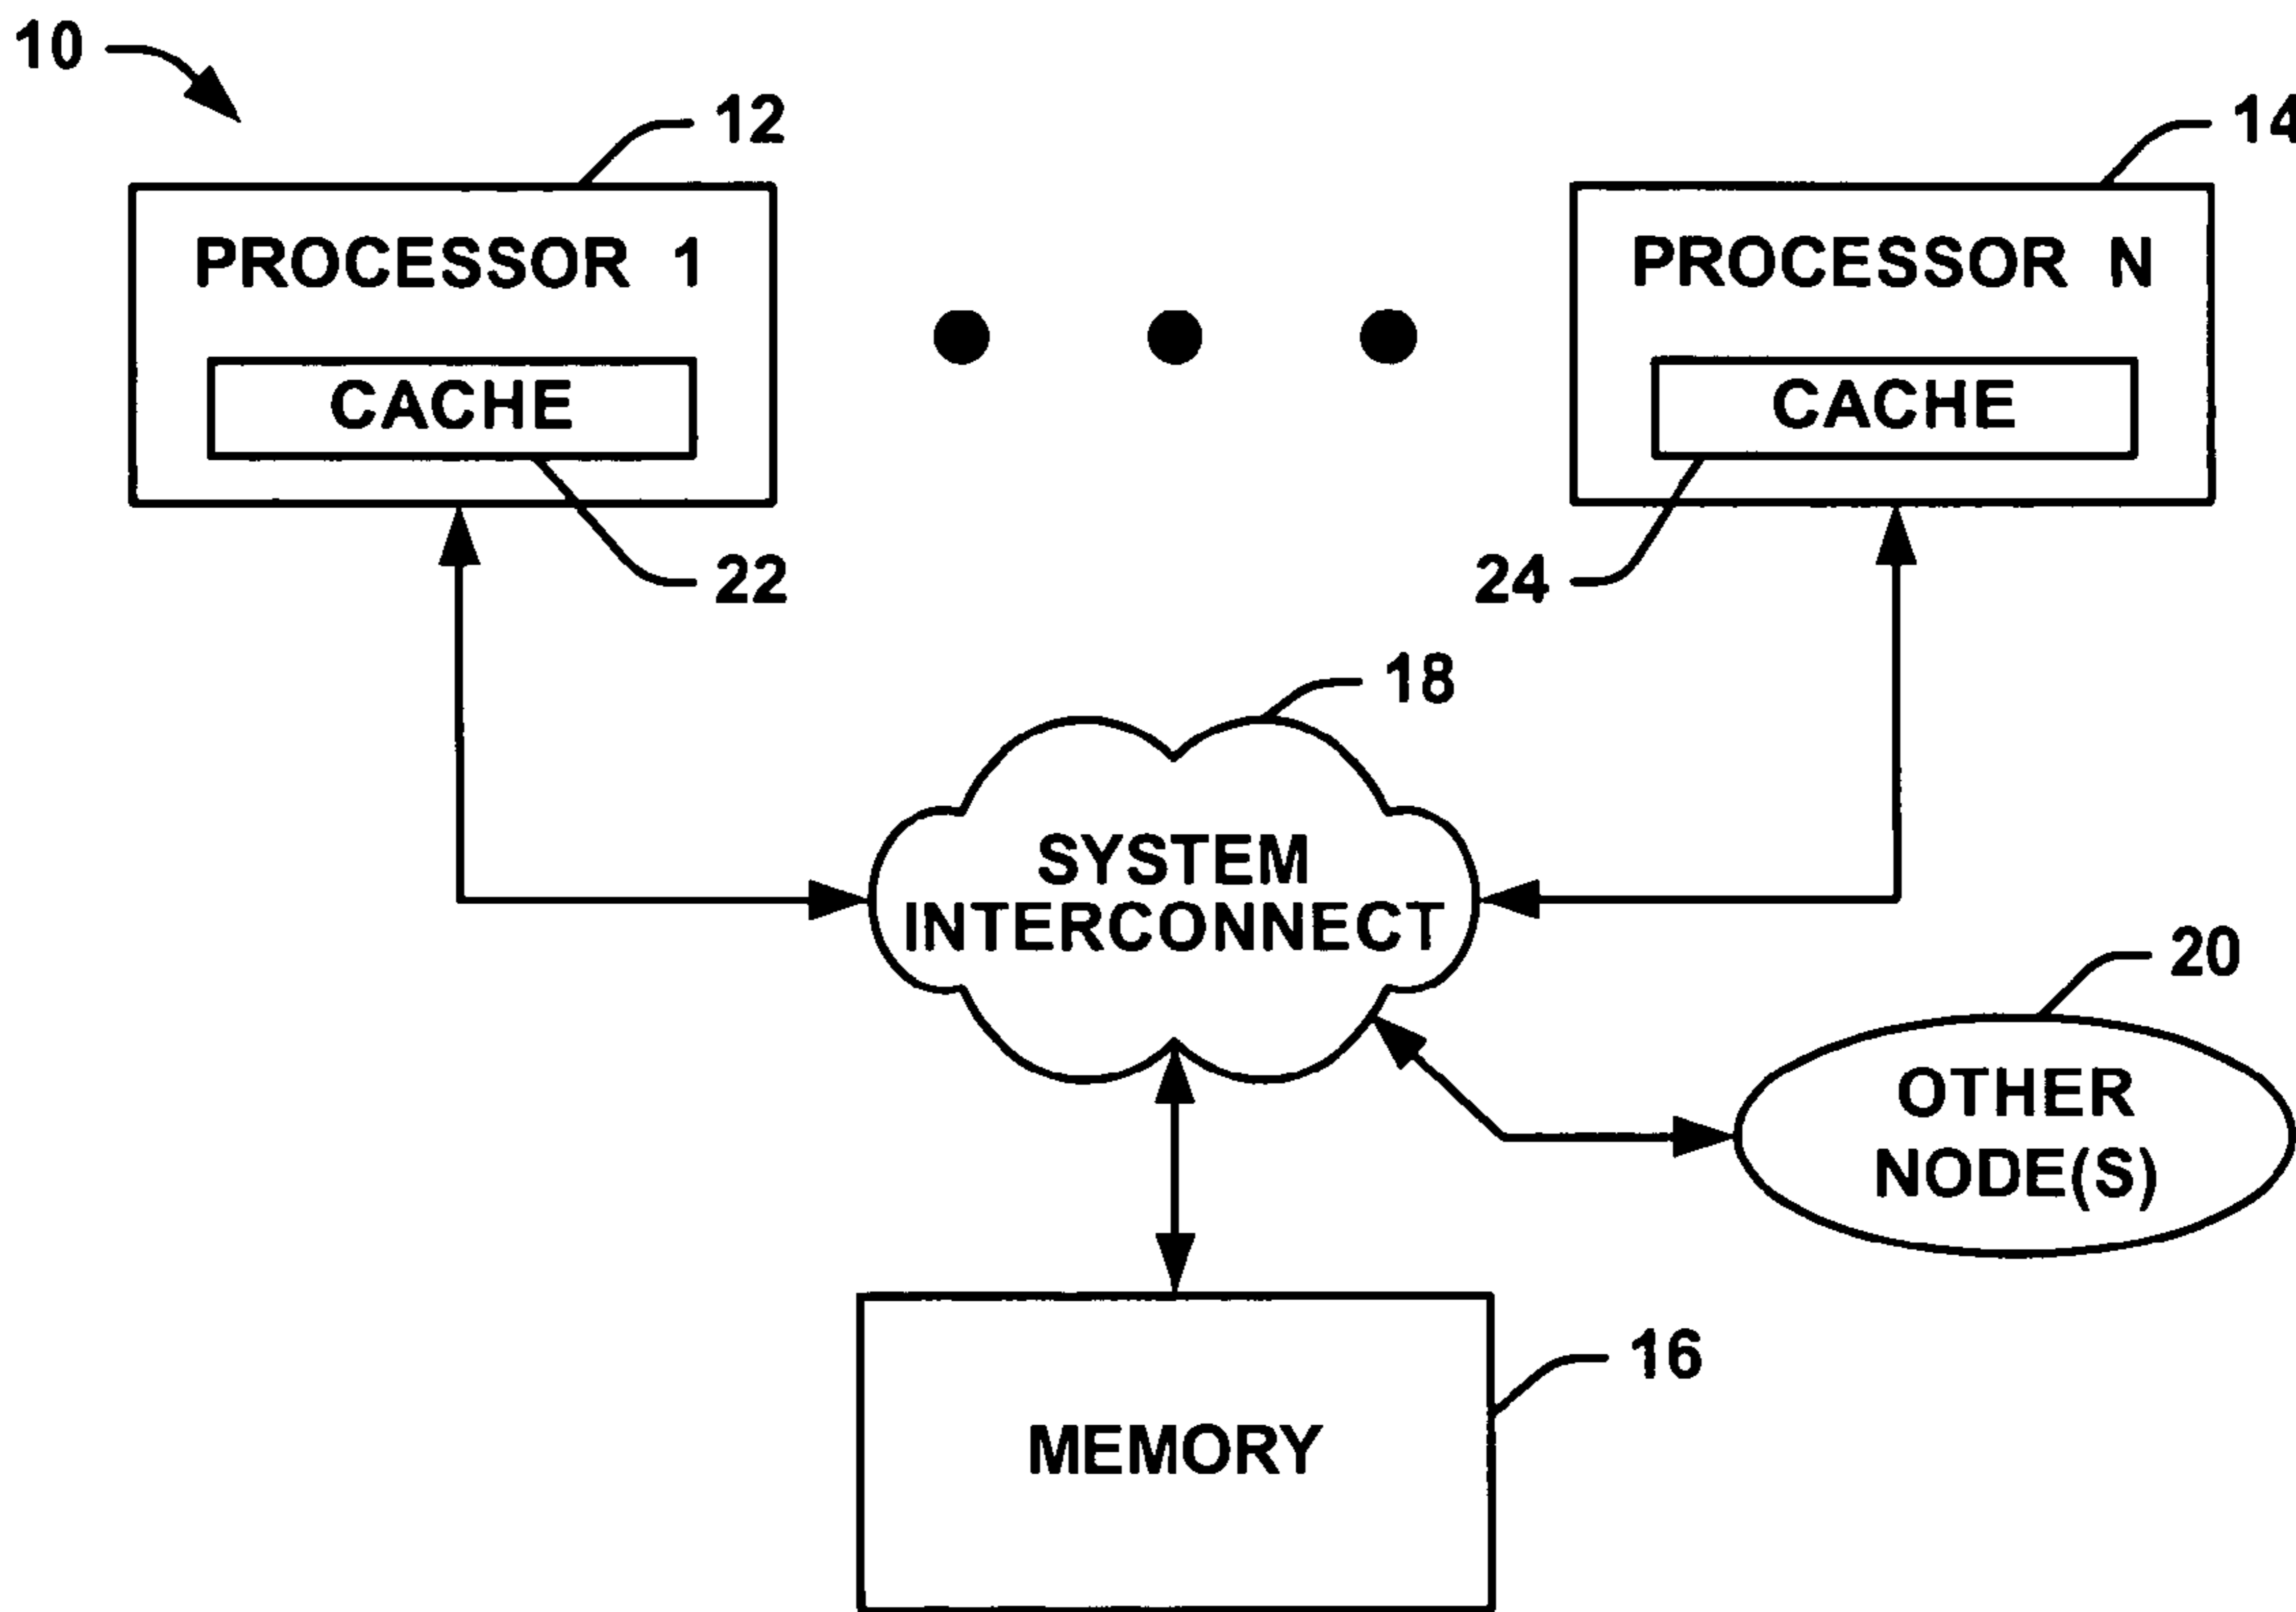 10
12
14
PROCESSOR 1
PROCESSOR N
CACHE
CACHE
22
24
18
SYSTEM
INTERCONNECT
20
OTHER
NODE(S)
16
MEMORY